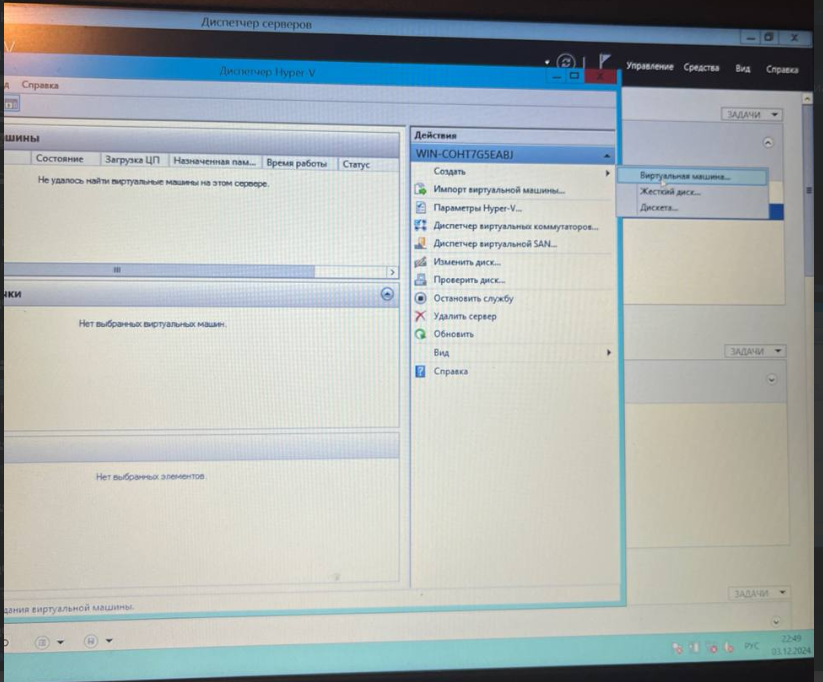 Диспетчер серверов
Управление Средства Вид Справка
Диспетчер Hyper-V
Справка
ЗАДАЧИ
Состояние Загрузка ЦП Назначенная пам... Время работы Статус
Не удалось найти виртуальные машины на этом сервере.
Нет выбранных виртуальных машин.
Нет выбранных элементов.
Действия
WIN-COHT7G5EABJ
Создать
Импорт виртуальной машины...
Параметры Hyper-V...
Диспетчер виртуальных коммутаторов...
Диспетчер виртуальной SAN...
Изменить диск...
Проверить диск...
Остановить службу
Удалить сервер
Обновить
Вид
Справка
Виртуальная машина...
Жесткий диск...
Дискета...
ЗАДАЧИ
ЗАДАЧИ
виртуальной машины.
РУС
22:49
03.12.2024